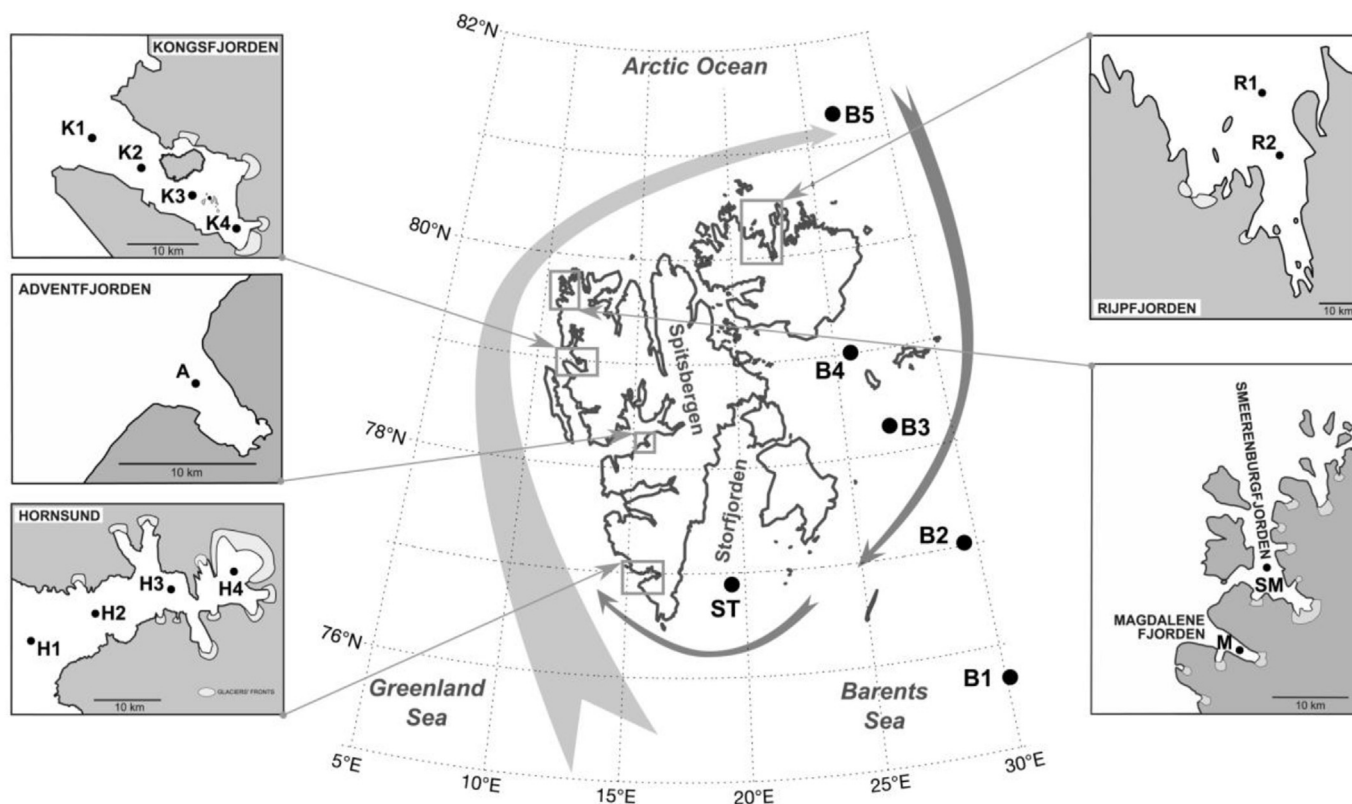 KONGSFJORDEN
K1
K2
K3
K4
10 km
ADVENTFJORDEN
A
10 km
HORNSUND
H1
H2
H3
H4
10 km
GLACIERS' FRONTS
82°N
80°N
78°N
76°N
5°E
10°E
15°E
20°E
25°E
30°E
Arctic Ocean
B5
B4
B3
B2
B1
ST
Spitsbergen
Storfjorden
Greenland
Sea
Barents
Sea
R1
R2
RIJPFJORDEN
10 km
SMEERENBURGFJORDEN
SM
MAGDALENE
FJORDEN
M
10 km